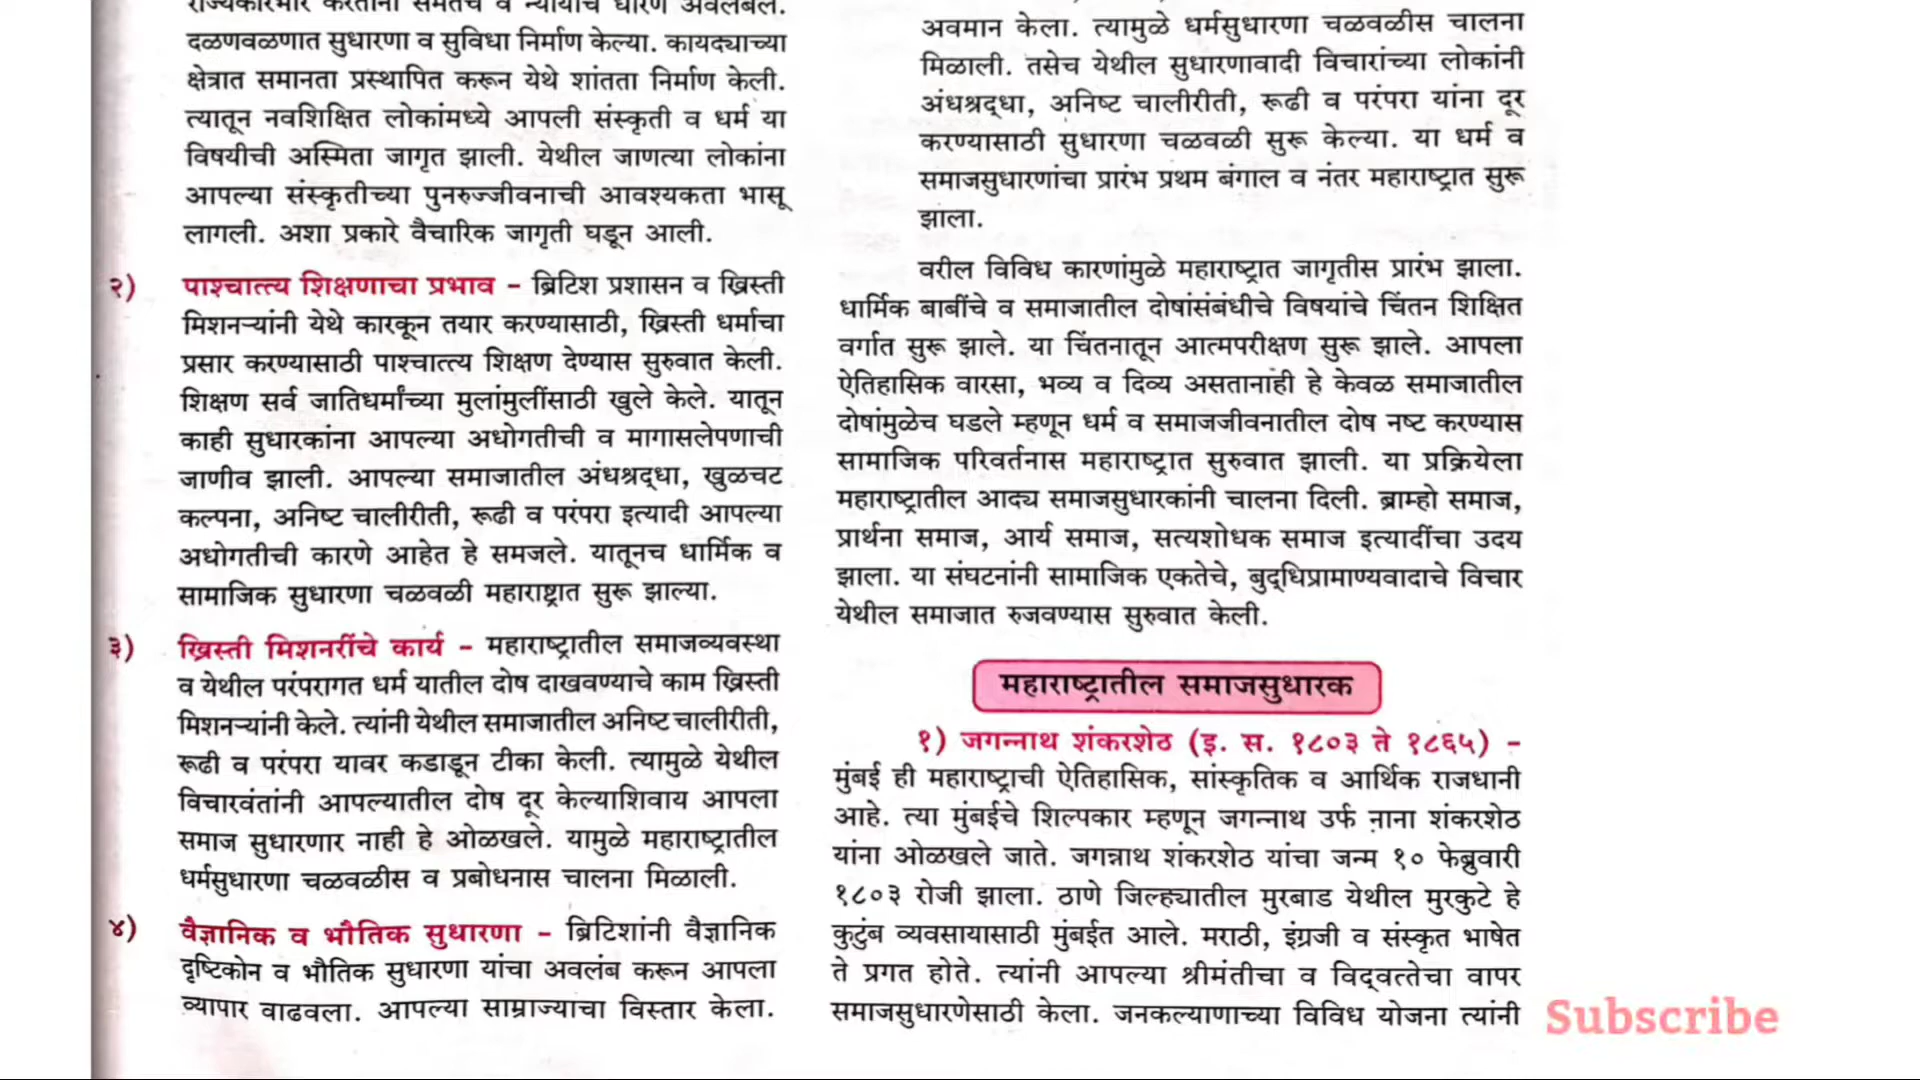 राज्यकारभार करताना समतेचे व न्यायाचे धोरण अवलंबले.
दळणवळणात सुधारणा व सुविधा निर्माण केल्या. कायद्याच्या
क्षेत्रात समानता प्रस्थापित करून येथे शांतता निर्माण केली.
त्यातून नवशिक्षित लोकांमध्ये आपली संस्कृती व धर्म या
विषयीची अस्मिता जागृत झाली. येथील जाणत्या लोकांना
आपल्या संस्कृतीच्या पुनरुज्जीवनाची आवश्यकता भासू
लागली. अशा प्रकारे वैचारिक जागृती घडून आली.
२) पाश्चात्त्य शिक्षणाचा प्रभाव – ब्रिटिश प्रशासन व ख्रिस्ती
मिशनऱ्यांनी येथे कारकून तयार करण्यासाठी, ख्रिस्ती धर्माचा
प्रसार करण्यासाठी पाश्चात्त्य शिक्षण देण्यास सुरुवात केली.
शिक्षण सर्व जातिधर्मांच्या मुलांमुलींसाठी खुले केले. यातून
काही सुधारकांना आपल्या अधोगतीची व मागासलेपणाची
जाणीव झाली. आपल्या समाजातील अंधश्रद्धा, खुळचट
कल्पना, अनिष्ट चालीरीती, रूढी व परंपरा इत्यादी आपल्या
अधोगतीची कारणे आहेत हे समजले. यातूनच धार्मिक व
सामाजिक सुधारणा चळवळी महाराष्ट्रात सुरू झाल्या.
३) ख्रिस्ती मिशनरींचे कार्य – महाराष्ट्रातील समाजव्यवस्था
व येथील परंपरागत धर्म यातील दोष दाखवण्याचे काम ख्रिस्ती
मिशनऱ्यांनी केले. त्यांनी येथील समाजातील अनिष्ट चालीरीती,
रूढी व परंपरा यावर कडाडून टीका केली. त्यामुळे येथील
विचारवंतांनी आपल्यातील दोष दूर केल्याशिवाय आपला
समाज सुधारणार नाही हे ओळखले. यामुळे महाराष्ट्रातील
धर्मसुधारणा चळवळीस व प्रबोधनास चालना मिळाली.
४) वैज्ञानिक व भौतिक सुधारणा – ब्रिटिशांनी वैज्ञानिक
दृष्टिकोन व भौतिक सुधारणा यांचा अवलंब करून आपला
व्यापार वाढवला. आपल्या साम्राज्याचा विस्तार केला.
अवमान केला. त्यामुळे धर्मसुधारणा चळवळीस चालना
मिळाली. तसेच येथील सुधारणावादी विचारांच्या लोकांनी
अंधश्रद्धा, अनिष्ट चालीरीती, रूढी व परंपरा यांना दूर
करण्यासाठी सुधारणा चळवळी सुरू केल्या. या धर्म व
समाजसुधारणांचा प्रारंभ प्रथम बंगाल व नंतर महाराष्ट्रात सुरू
झाला.
वरील विविध कारणांमुळे महाराष्ट्रात जागृतीस प्रारंभ झाला.
धार्मिक बाबींचे व समाजातील दोषांसंबंधीचे विषयांचे चिंतन शिक्षित
वर्गात सुरू झाले. या चिंतनातून आत्मपरीक्षण सुरू झाले. आपला
ऐतिहासिक वारसा, भव्य व दिव्य असतानाही हे केवळ समाजातील
दोषांमुळेच घडले म्हणून धर्म व समाजजीवनातील दोष नष्ट करण्यास
सामाजिक परिवर्तनास महाराष्ट्रात सुरुवात झाली. या प्रक्रियेला
महाराष्ट्रातील आद्य समाजसुधारकांनी चालना दिली. ब्राम्हो समाज,
प्रार्थना समाज, आर्य समाज, सत्यशोधक समाज इत्यादींचा उदय
झाला. या संघटनांनी सामाजिक एकतेचे, बुद्धिप्रामाण्यवादाचे विचार
येथील समाजात रुजवण्यास सुरुवात केली.
महाराष्ट्रातील समाजसुधारक
१) जगन्नाथ शंकरशेठ (इ. स. १८०३ ते १८६५) –
मुंबई ही महाराष्ट्राची ऐतिहासिक, सांस्कृतिक व आर्थिक राजधानी
आहे. त्या मुंबईचे शिल्पकार म्हणून जगन्नाथ उर्फ नाना शंकरशेठ
यांना ओळखले जाते. जगन्नाथ शंकरशेठ यांचा जन्म १० फेब्रुवारी
१८०३ रोजी झाला. ठाणे जिल्ह्यातील मुरबाड येथील मुरकुटे हे
कुटुंब व्यवसायासाठी मुंबईत आले. मराठी, इंग्रजी व संस्कृत भाषेत
ते प्रगत होते. त्यांनी आपल्या श्रीमंतीचा व विद्वत्तेचा वापर
समाजसुधारणेसाठी केला. जनकल्याणाच्या विविध योजना त्यांनी
Subscribe